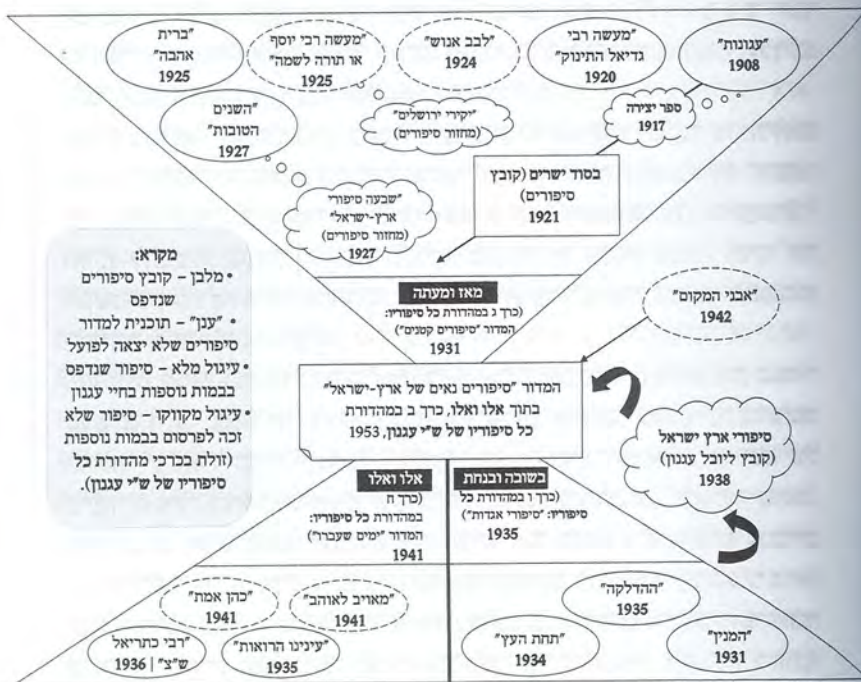 "עגונות"
1908
"מעשה רבי
גדיאל התינוק"
1920
"לבב אנוש"
1924
"מעשה רבי יוסף
או תורה לשמה"
1925
"ברית
אהבה"
1925
ספר יצירה
1917
"יקירי ירושלים"
(מחזור סיפורים)
"השנים
הטובות"
1927
בסוד ישרים (קובץ
סיפורים)
1921
"שבעה סיפורי
ארץ-ישראל"
(מחזור סיפורים)
1927
מאז ומעתה
(כרך ג במהדורת כל סיפוריו:
המדור "סיפורים קטנים")
1931
"אבני המקום"
1942
מקרא:
• מלבן – קובץ סיפורים
שנדפס
• "ענן" – תוכנית למדור
סיפורים שלא יצאה לפועל
• עיגול מלא – סיפור שנדפס
בבמות נוספות בחיי עגנון
• עיגול מקווקו – סיפור שלא
זכה לפרסום בבמות נוספות
(זולת בכרכי מהדורת כל
סיפוריו של ש"י עגנון).
המדור "סיפורים נאים של ארץ-ישראל"
בתוך אלו ואלו, כרך ב במהדורת
כל סיפוריו של ש"י עגנון, 1953
סיפורי ארץ ישראל
(קובץ ליובל עגנון)
1938
בשובה ובנחת
(כרך ו במהדורת כל
סיפוריו: "סיפורי אגדות")
1935
אלו ואלו
(כרך ח
במהדורת כל סיפוריו:
המדור "ימים שעברו")
1941
"ההדלקה"
1935
"המנין"
1931
"תחת העץ"
1934
"מאויב לאוהב"
1941
"כהן אמת"
1941
"עינינו הרואות"
1935
"רבי כתריאל
ש"צ" | 1936